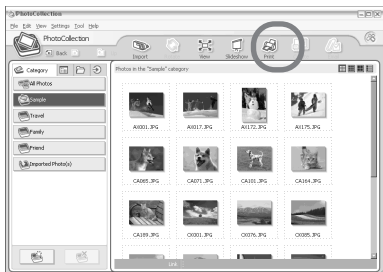 PhotoCollection
File Edit View Settings Tool Help
PhotoCollection
Back
Import View Slideshow Print
Category
Photos in the "Sample" category
All Photos
Sample
Travel
Family
Friend
Imported Photo(s)
AX001.JPG AX017.JPG AX172.JPG AX175.JPG
CA065.JPG CA071.JPG CA101.JPG CA164.JPG
CA189.JPG CX001.JPG CX076.JPG CX085.JPG
Link